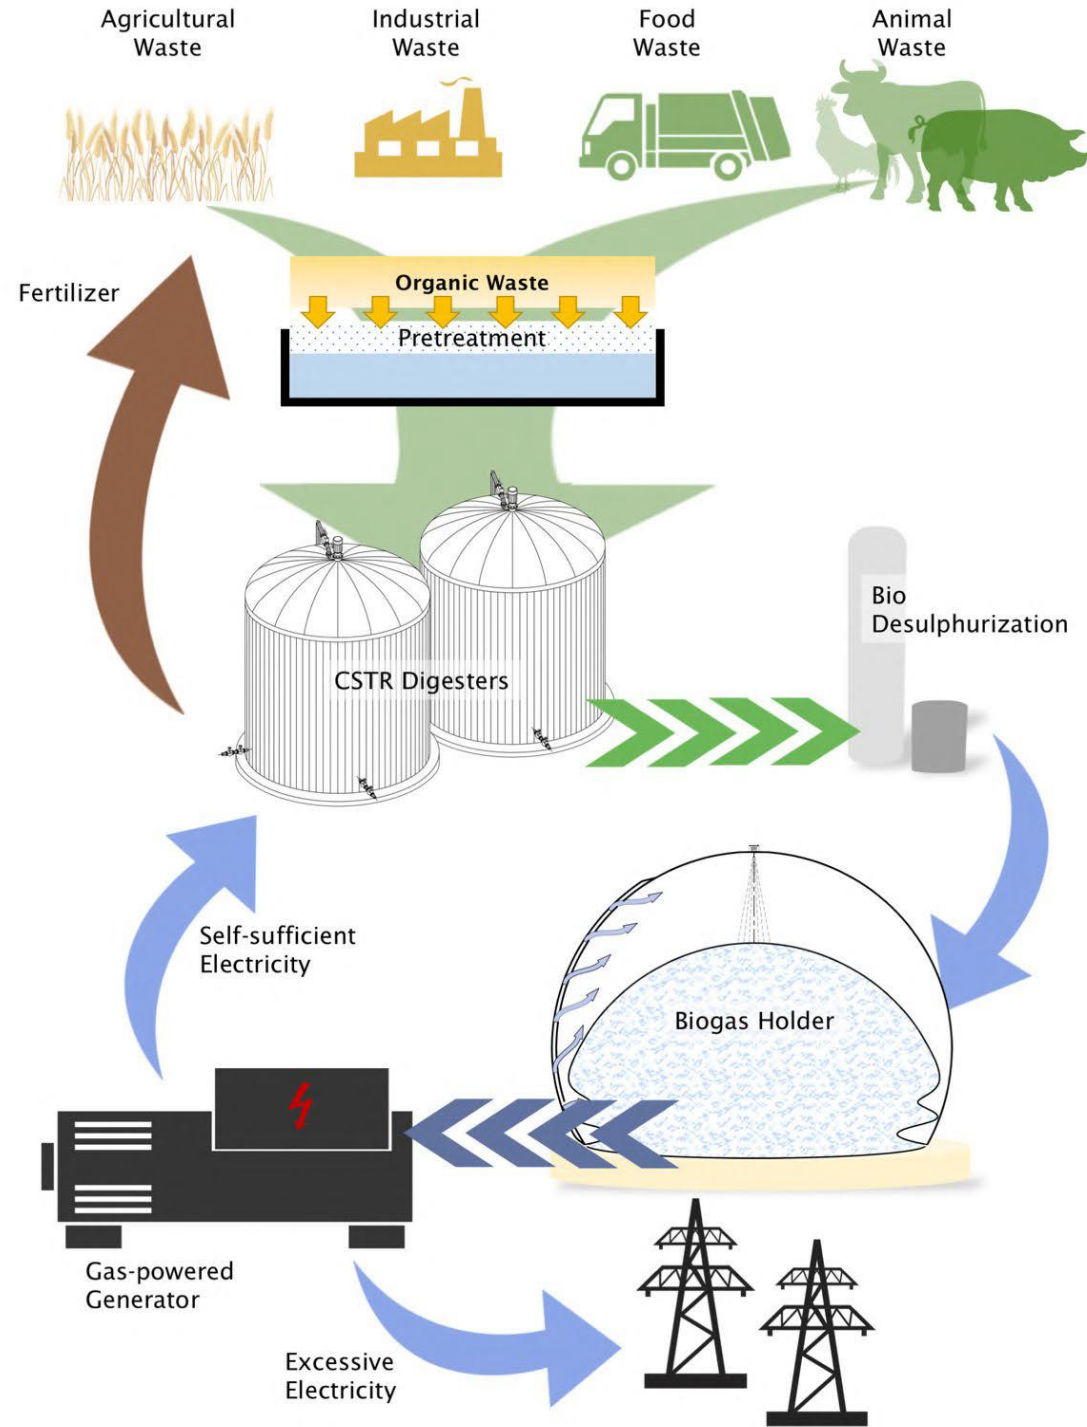 Agricultural
Waste
Industrial
Waste
Food
Waste
Animal
Waste
Fertilizer
Organic Waste
Pretreatment
CSTR Digesters
Bio
Desulphurization
Self-sufficient
Electricity
Biogas Holder
Gas-powered
Generator
Excessive
Electricity